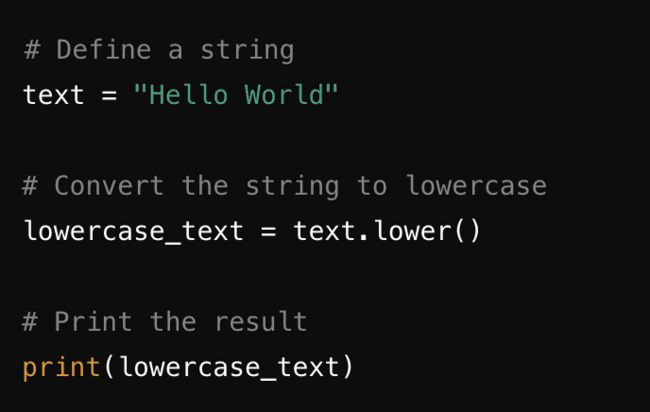 # Define a string
text = "Hello World"
# Convert the string to lowercase
lowercase_text = text.lower()
# Print the result
print(lowercase_text)